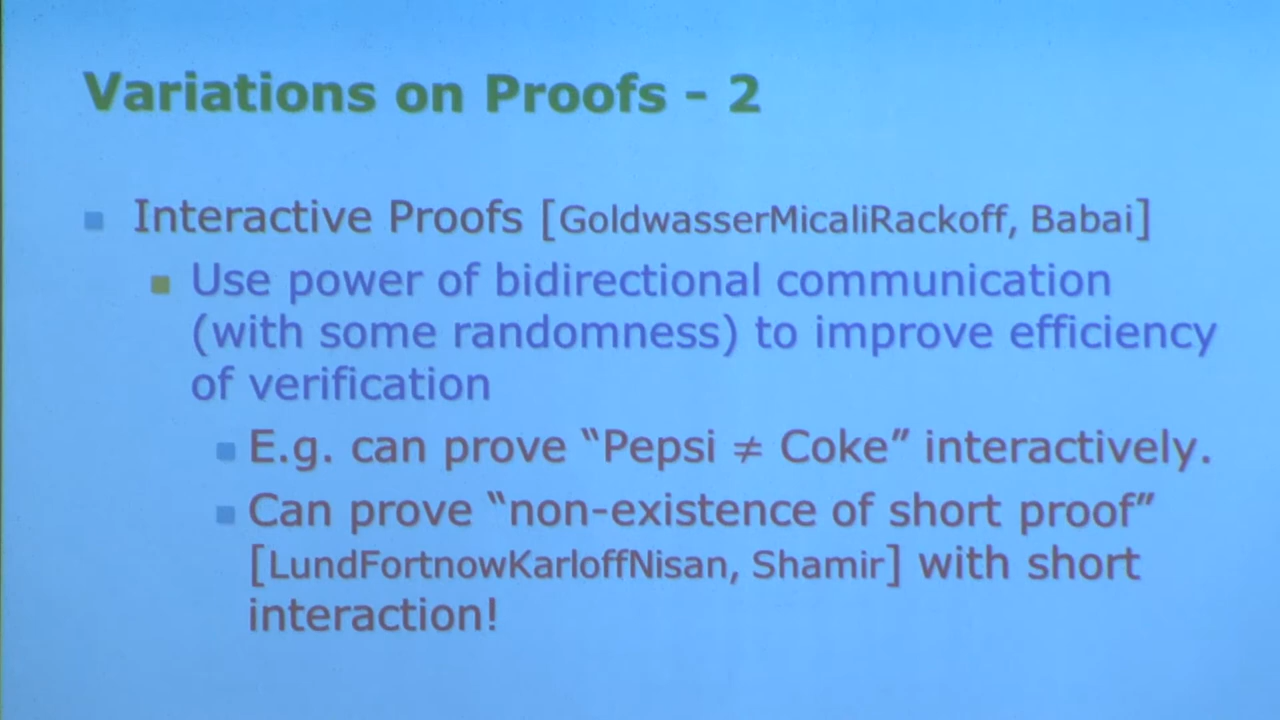 Variations on Proofs - 2
Interactive Proofs [GoldwasserMicaliRackoff, Babai]
Use power of bidirectional communication
(with some randomness) to improve efficiency
of verification
E.g. can prove “Pepsi ≠ Coke” interactively.
Can prove “non-existence of short proof”
[LundFortnowKarloffNisan, Shamir] with short
interaction!